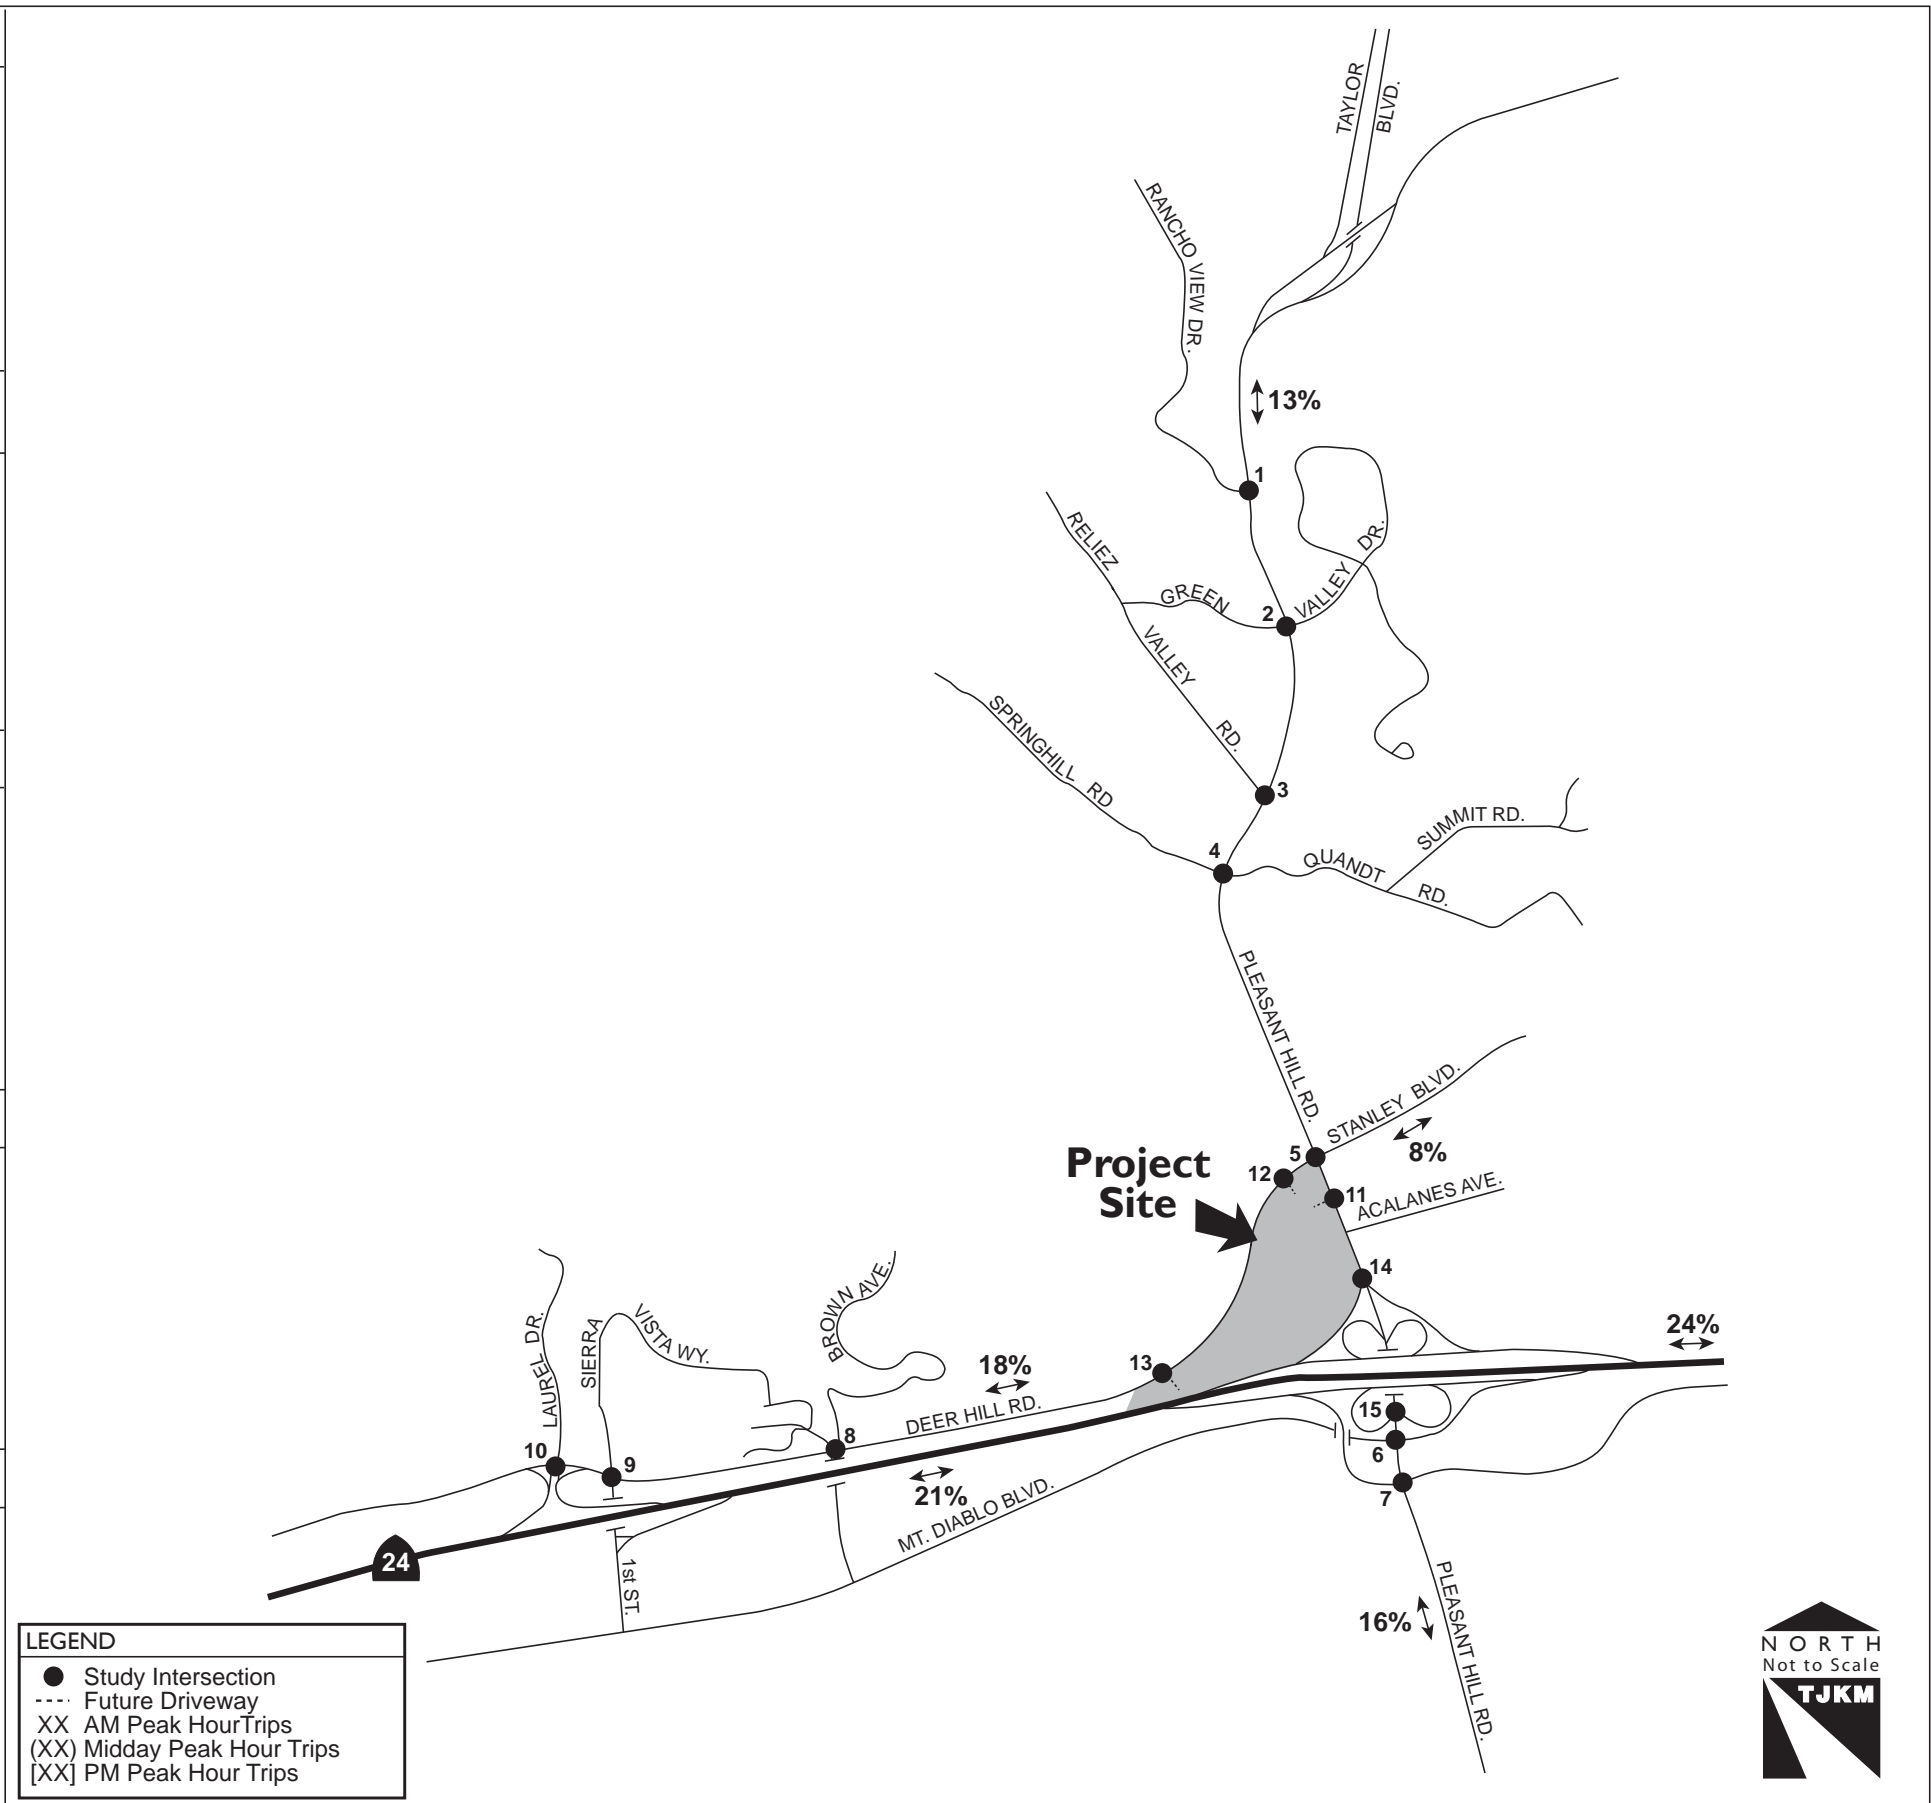 TAYLOR
BLVD.
RANCHO VIEW DR.
13%
1
RELIEZ
VALLEY
RD.
GREEN
VALLEY
DR.
2
SPRINGHILL RD
3
4
SUMMIT RD.
QUANDT
RD.
PLEASANT HILL RD.
STANLEY BLVD.
8%
5
12
11
ACALANES AVE.
Project
Site
14
24%
13
18%
DEER HILL RD.
LAUREL DR.
SIERRA
VISTA WY.
BROWN AVE.
8
10
9
15
6
7
21%
MT. DIABLO BLVD.
24
1st ST.
16%
PLEASANT HILL RD.
LEGEND
Study Intersection
Future Driveway
XX AM Peak HourTrips
(XX) Midday Peak Hour Trips
[XX] PM Peak Hour Trips
NORTH
Not to Scale
TJKM